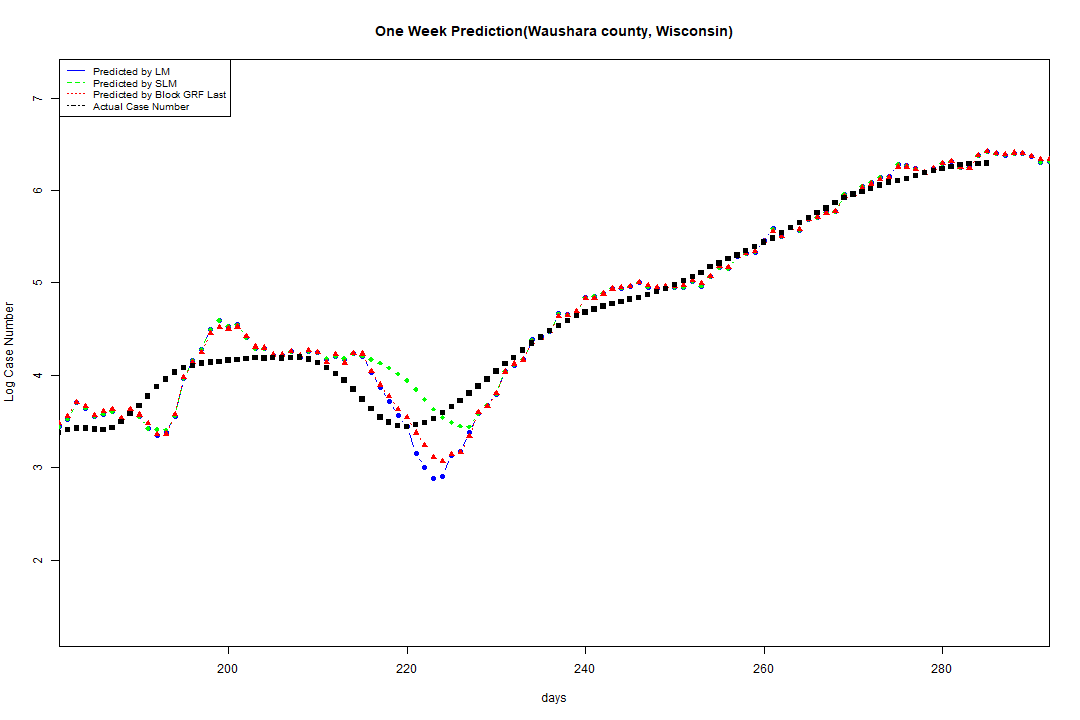 One Week Prediction(Waushara county, Wisconsin)
Predicted by LM
Predicted by SLM
Predicted by Block GRF Last
Actual Case Number
7
6
5
4
3
2
Log Case Number
200 220 240 260 280
days